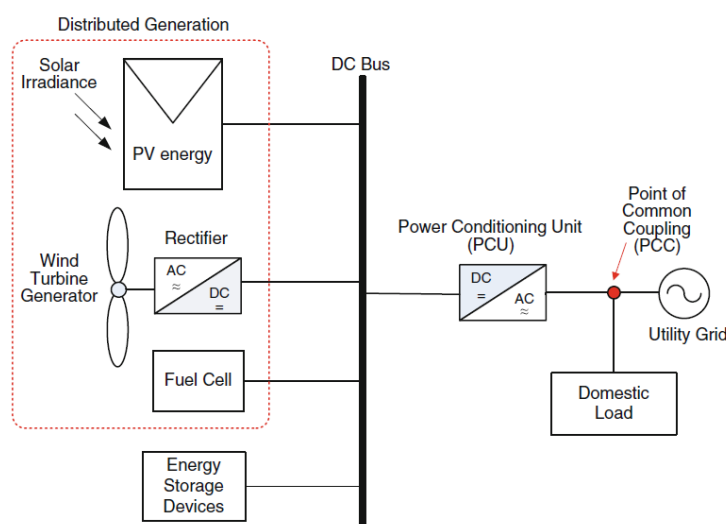 Distributed Generation
Solar
Irradiance
PV energy
DC Bus
Wind
Turbine
Generator
Rectifier
AC
≈
DC
=
Fuel Cell
Energy
Storage
Devices
Power Conditioning Unit
(PCU)
DC
=
AC
≈
Point of
Common
Coupling
(PCC)
Utility Grid
Domestic
Load